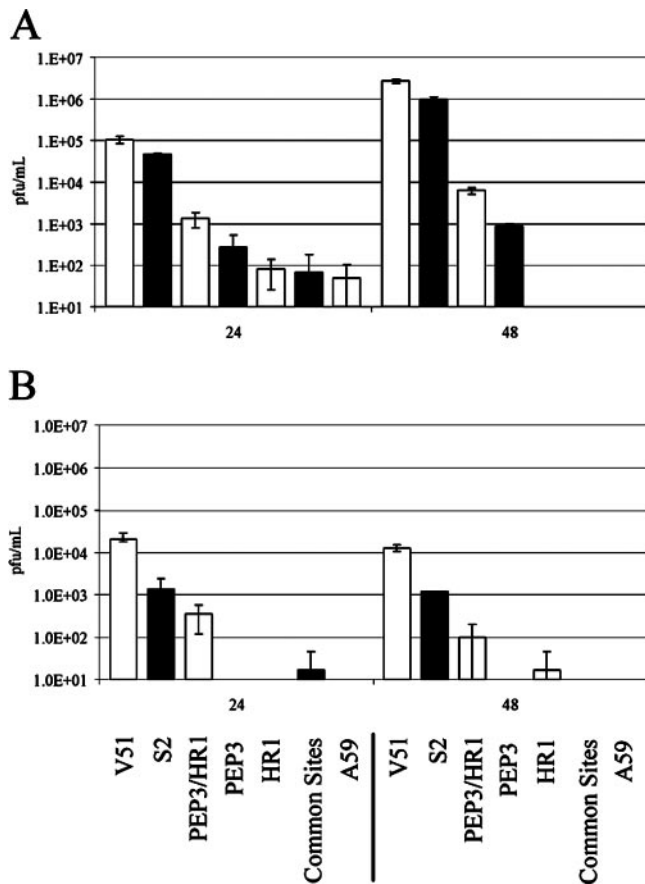 A
1.E+07
1.E+06
1.E+05
1.E+04
1.E+03
1.E+02
1.E+01
pfu/mL
24
48
B
1.0E+07
1.0E+06
1.0E+05
1.0E+04
1.0E+03
1.0E+02
1.0E+01
pfu/mL
24
48
V51
S2
PEP3/HR1
PEP3
HR1
Common Sites
A59
V51
S2
PEP3/HR1
PEP3
HR1
Common Sites
A59